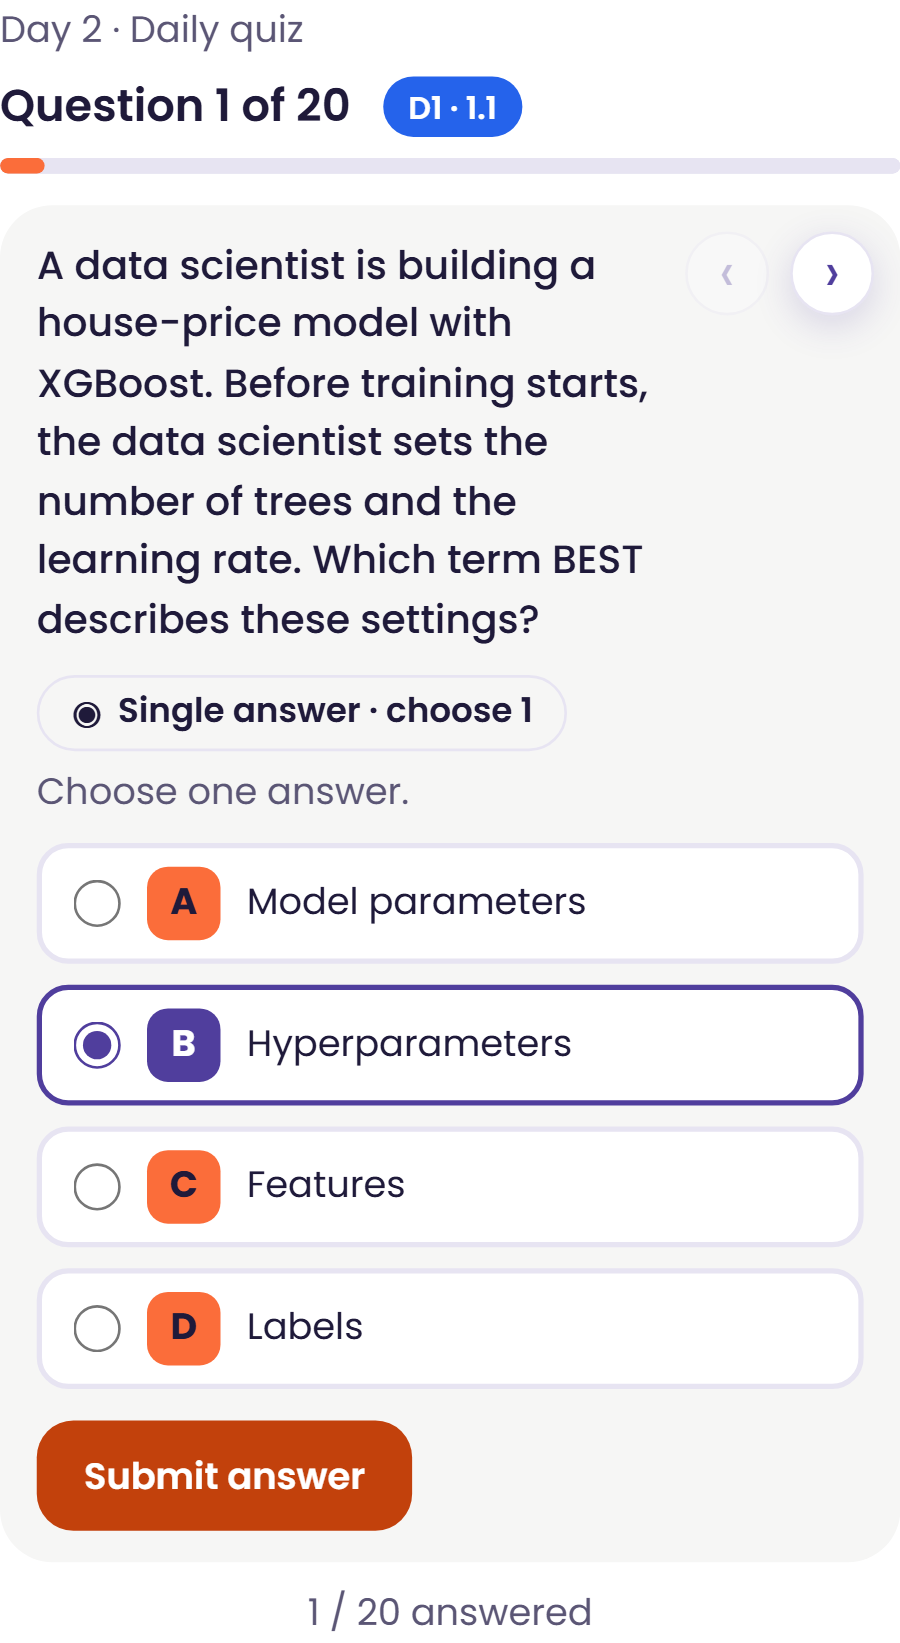 Day 2 · Daily quiz
Question 1 of 20
D1 · 1.1
A data scientist is building a
house-price model with
XGBoost. Before training starts,
the data scientist sets the
number of trees and the
learning rate. Which term BEST
describes these settings?
‹ ›
◉ Single answer · choose 1
Choose one answer.
A Model parameters
B Hyperparameters
C Features
D Labels
Submit answer
1 / 20 answered